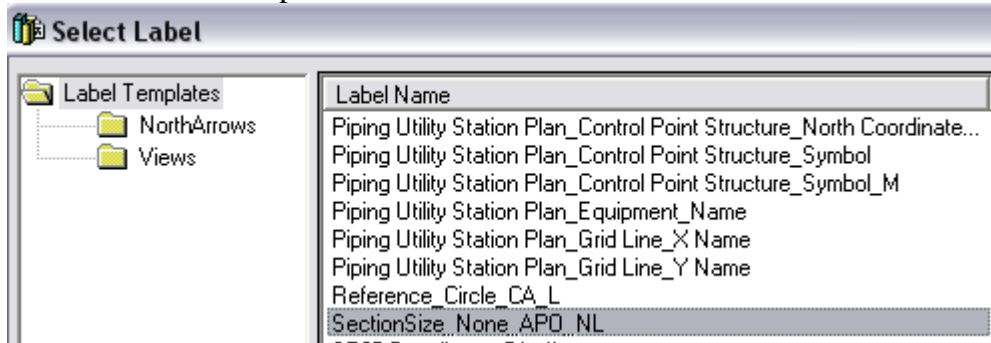 Select Label
Label Templates
NorthArrows
Views
Label Name
Piping Utility Station Plan_Control Point Structure_North Coordinate...
Piping Utility Station Plan_Control Point Structure_Symbol
Piping Utility Station Plan_Control Point Structure_Symbol_M
Piping Utility Station Plan_Equipment_Name
Piping Utility Station Plan_Grid Line_X Name
Piping Utility Station Plan_Grid Line_Y Name
Reference_Circle_CA_L
SectionSize_None_APO_NL